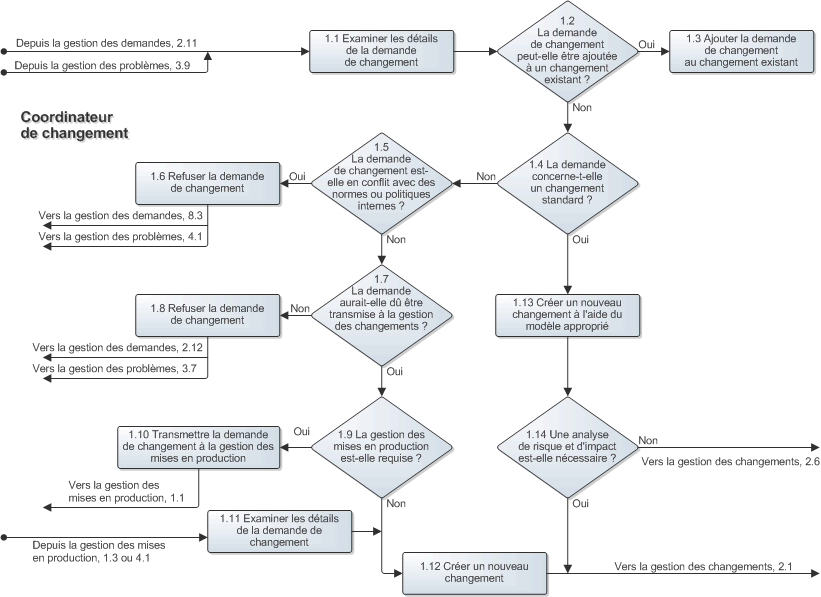 Depuis la gestion des demandes, 2.11
Depuis la gestion des problèmes, 3.9
1.1 Examiner les détails
de la demande
de changement
1.2
La demande
de changement
peut-elle être ajoutée
à un changement
existant ?
Oui
1.3 Ajouter la demande
de changement
au changement existant
Non
Coordinateur
de changement
1.4 La demande
concerne-t-elle
un changement
standard ?
Non
Oui
1.5
La demande
de changement est-
elle en conflit avec des
normes ou politiques
internes ?
Oui
Non
1.6 Refuser la demande
de changement
Vers la gestion des demandes, 8.3
Vers la gestion des problèmes, 4.1
1.7
La demande
aurait-elle dû être
transmise à la gestion
des changements ?
Non
Oui
1.8 Refuser la demande
de changement
Vers la gestion des demandes, 2.12
Vers la gestion des problèmes, 3.7
1.13 Créer un nouveau
changement à l'aide du
modèle approprié
1.9 La gestion des
mises en production
est-elle requise ?
Oui
Non
1.10 Transmettre la demande
de changement à la gestion des
mises en production
Vers la gestion des
mises en production, 1.1
1.14 Une analyse
de risque et d'impact
est-elle nécessaire ?
Non
Vers la gestion des changements, 2.6
Oui
1.11 Examiner les détails
de la demande de
changement
Depuis la gestion des mises
en production, 1.3 ou 4.1
1.12 Créer un nouveau
changement
Vers la gestion des changements, 2.1